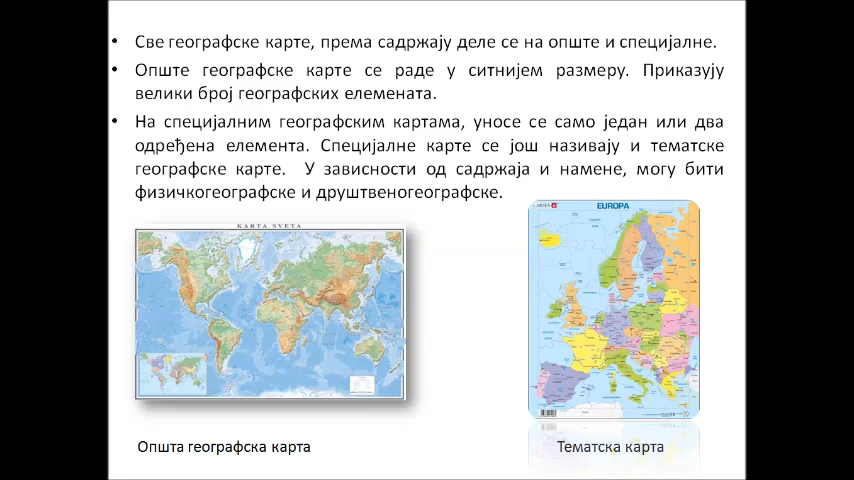 • Све географске карте, према садржају деле се на опште и специјалне.
• Опште географске карте се раде у ситнијем размеру. Приказују
велики број географских елемената.
• На специјалним географским картама, уносе се само један или два
одређена елемента. Специјалне карте се још називају и тематске
географске карте. У зависности од садржаја и намене, могу бити
физичкогеографске и друштвеногеографске.
KARTA SVETA
LARSEN
EUROPA
Општа географска карта
Тематска карта